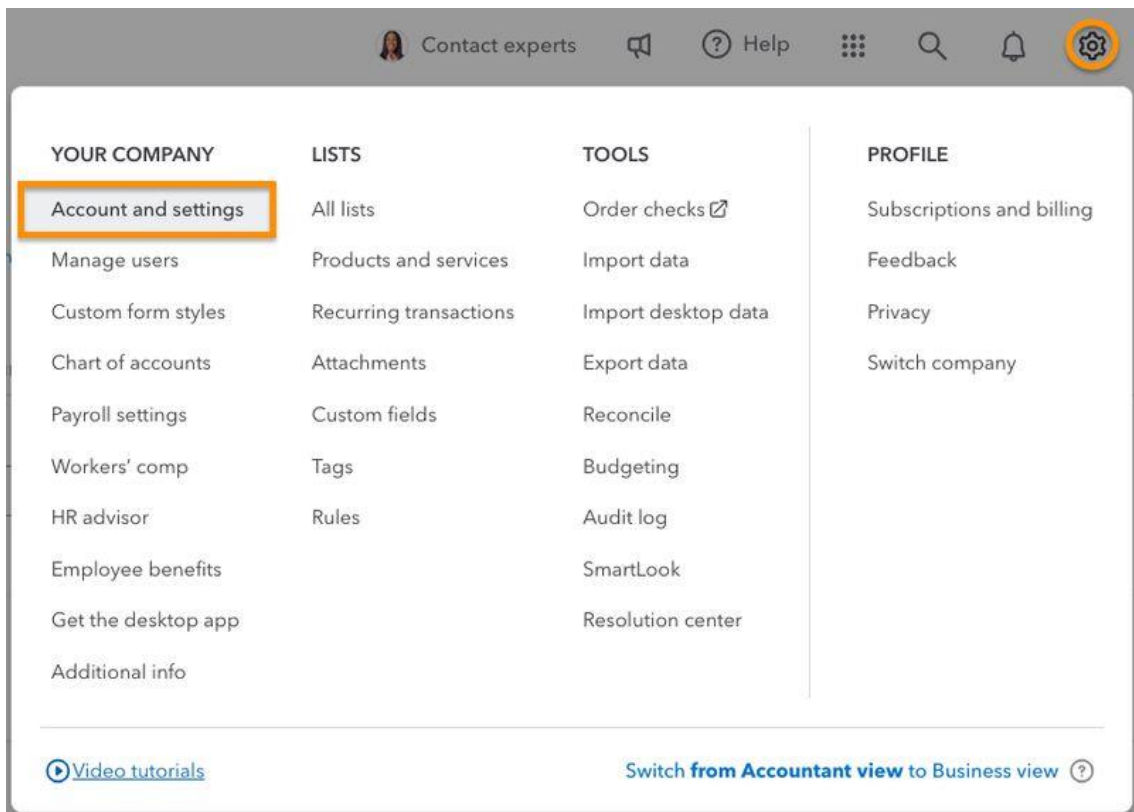 Contact experts
Help
YOUR COMPANY
Account and settings
Manage users
Custom form styles
Chart of accounts
Payroll settings
Workers' comp
HR advisor
Employee benefits
Get the desktop app
Additional info
LISTS
All lists
Products and services
Recurring transactions
Attachments
Custom fields
Tags
Rules
TOOLS
Order checks
Import data
Import desktop data
Export data
Reconcile
Budgeting
Audit log
SmartLook
Resolution center
PROFILE
Subscriptions and billing
Feedback
Privacy
Switch company
Video tutorials
Switch from Accountant view to Business view